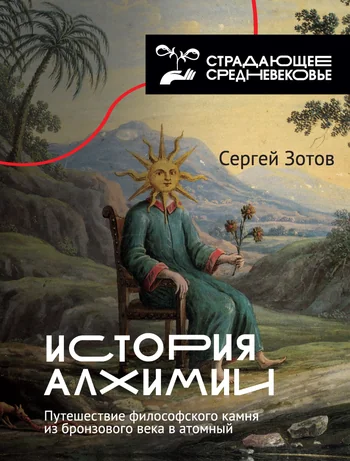 СТРАДАЮЩЕЕ
СРЕДНЕВЕКОВЬЕ
Сергей Зотов
ИСТОРИЯ
АЛХИМИИ
Путешествие философского камня
из бронзового века в атомный